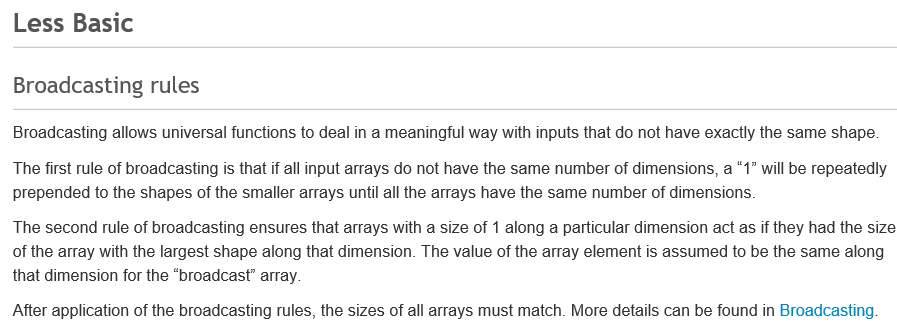 Less Basic
Broadcasting rules
Broadcasting allows universal functions to deal in a meaningful way with inputs that do not have exactly the same shape.
The first rule of broadcasting is that if all input arrays do not have the same number of dimensions, a “1” will be repeatedly
prepended to the shapes of the smaller arrays until all the arrays have the same number of dimensions.
The second rule of broadcasting ensures that arrays with a size of 1 along a particular dimension act as if they had the size
of the array with the largest shape along that dimension. The value of the array element is assumed to be the same along
that dimension for the “broadcast” array.
After application of the broadcasting rules, the sizes of all arrays must match. More details can be found in Broadcasting.